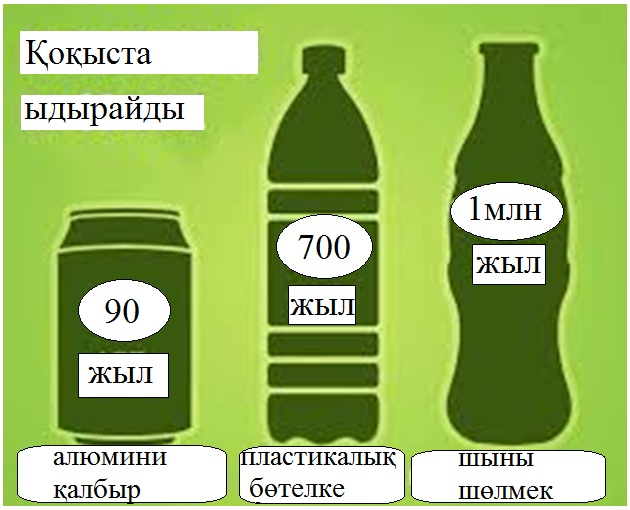 Қоқыста
ыдырайды
90
жыл
700
жыл
1млн
жыл
алюмини
қалбыр
пластикалық
бөтелке
шыны
шөлмек